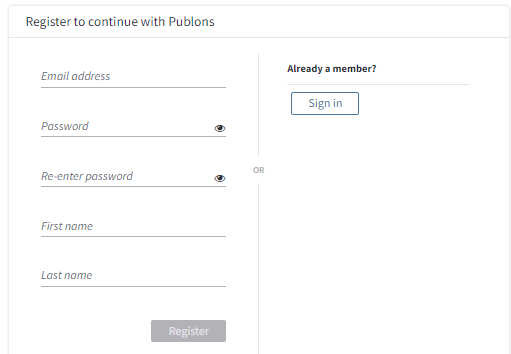 Register to continue with Publons
Email address
Password
Re-enter password
First name
Last name
Register
OR
Already a member?
Sign in